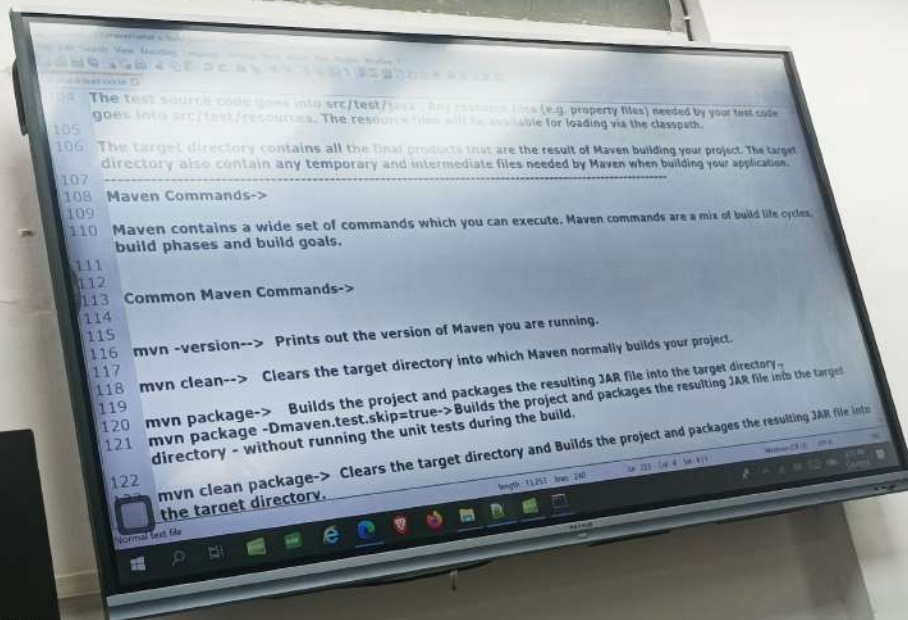 The test source code goes into src/test/java . Any resource files (e.g. property files) needed by your test code
goes into src/test/resources. The resource files will be available for loading via the classpath.
105
106 The target directory contains all the final products that are the result of Maven building your project. The target
directory also contain any temporary and intermediate files needed by Maven when building your application.
107 ------------------------------------------------------------
108 Maven Commands->
109
110 Maven contains a wide set of commands which you can execute. Maven commands are a mix of build life cycles,
build phases and build goals.
111
112
113 Common Maven Commands->
114
115
116 mvn -version--> Prints out the version of Maven you are running.
117
118 mvn clean--> Clears the target directory into which Maven normally builds your project.
119
120 mvn package-> Builds the project and packages the resulting JAR file into the target directory.
121 mvn package -Dmaven.test.skip=true->Builds the project and packages the resulting JAR file into the target
directory - without running the unit tests during the build.
122
mvn clean package-> Clears the target directory and Builds the project and packages the resulting JAR file into
the target directory.
Normal text file